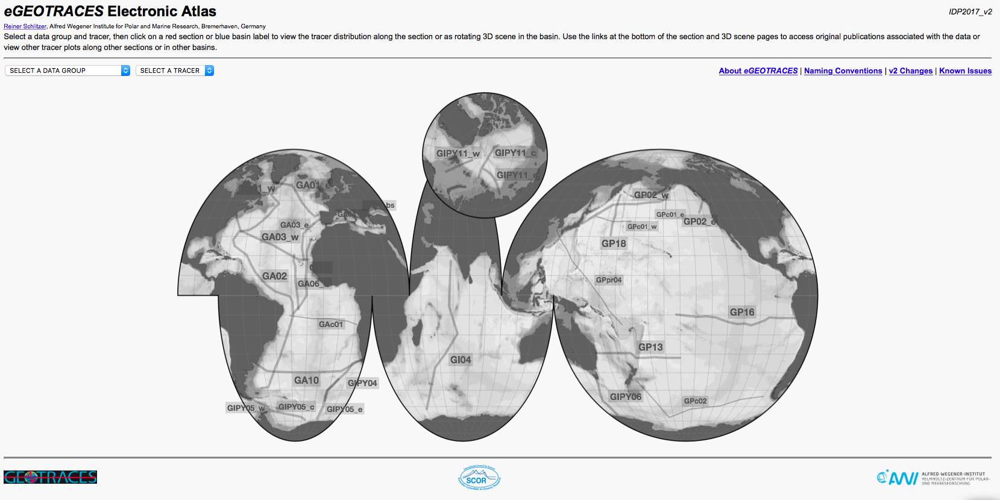 eGEOTRACES Electronic Atlas
IDP2017_v2
Reiner Schlitzer, Alfred Wegener Institute for Polar and Marine Research, Bremerhaven, Germany
Select a data group and tracer, then click on a red section or blue basin label to view the tracer distribution along the section or as rotating 3D scene in the basin. Use the links at the bottom of the section and 3D scene pages to access original publications associated with the data or
view other tracer plots along other sections or in other basins.
SELECT A DATA GROUP
SELECT A TRACER
About eGEOTRACES | Naming Conventions | v2 Changes | Known Issues
GIPY11_w
GIPY11_c
GIPY11_e
1_w
GA01_e
bs
GA03_e
GA03_w
GA02
GA06_
GAc01
GA10
GIPY04
GIPY05_w
GIPY05_c
GIPY05_e
GI04
GP02_w
GPc01_e
GP02_e
GPc01_w
GP18
GPpr04
GP16
GP13
GIPY06
GPc02
GEOTRACES
SCOR
AWI
ALFRED-WEGENER-INSTITUT
HELMHOLTZ-ZENTRUM FÜR POLAR-
UND MEERESFORSCHUNG